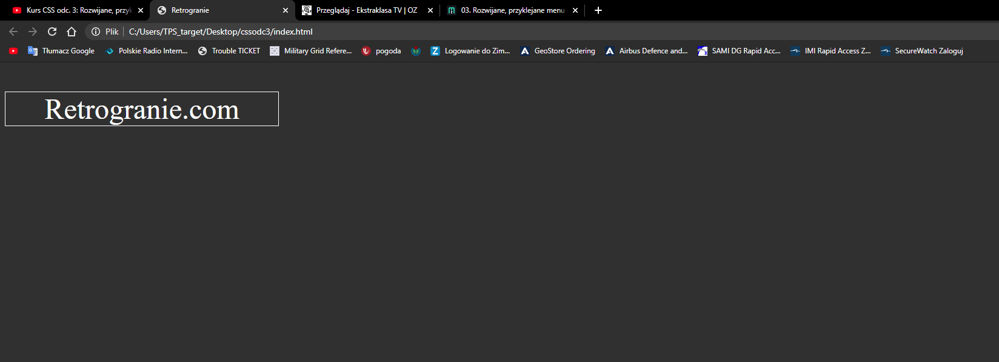 Kurs CSS odc. 3: Rozwijane, przyk
Retrogranie
Przeglądaj - Ekstraklasa TV | OZ
03. Rozwijane, przyklejane menu
Plik
C:/Users/TPS_target/Desktop/cssodc3/index.html
Tłumacz Google
Polskie Radio Intern...
Trouble TICKET
Military Grid Refere...
pogoda
Logowanie do Zim...
GeoStore Ordering
Airbus Defence and...
SAMI DG Rapid Acc...
IMI Rapid Access Z...
SecureWatch Zaloguj
Retrogranie.com